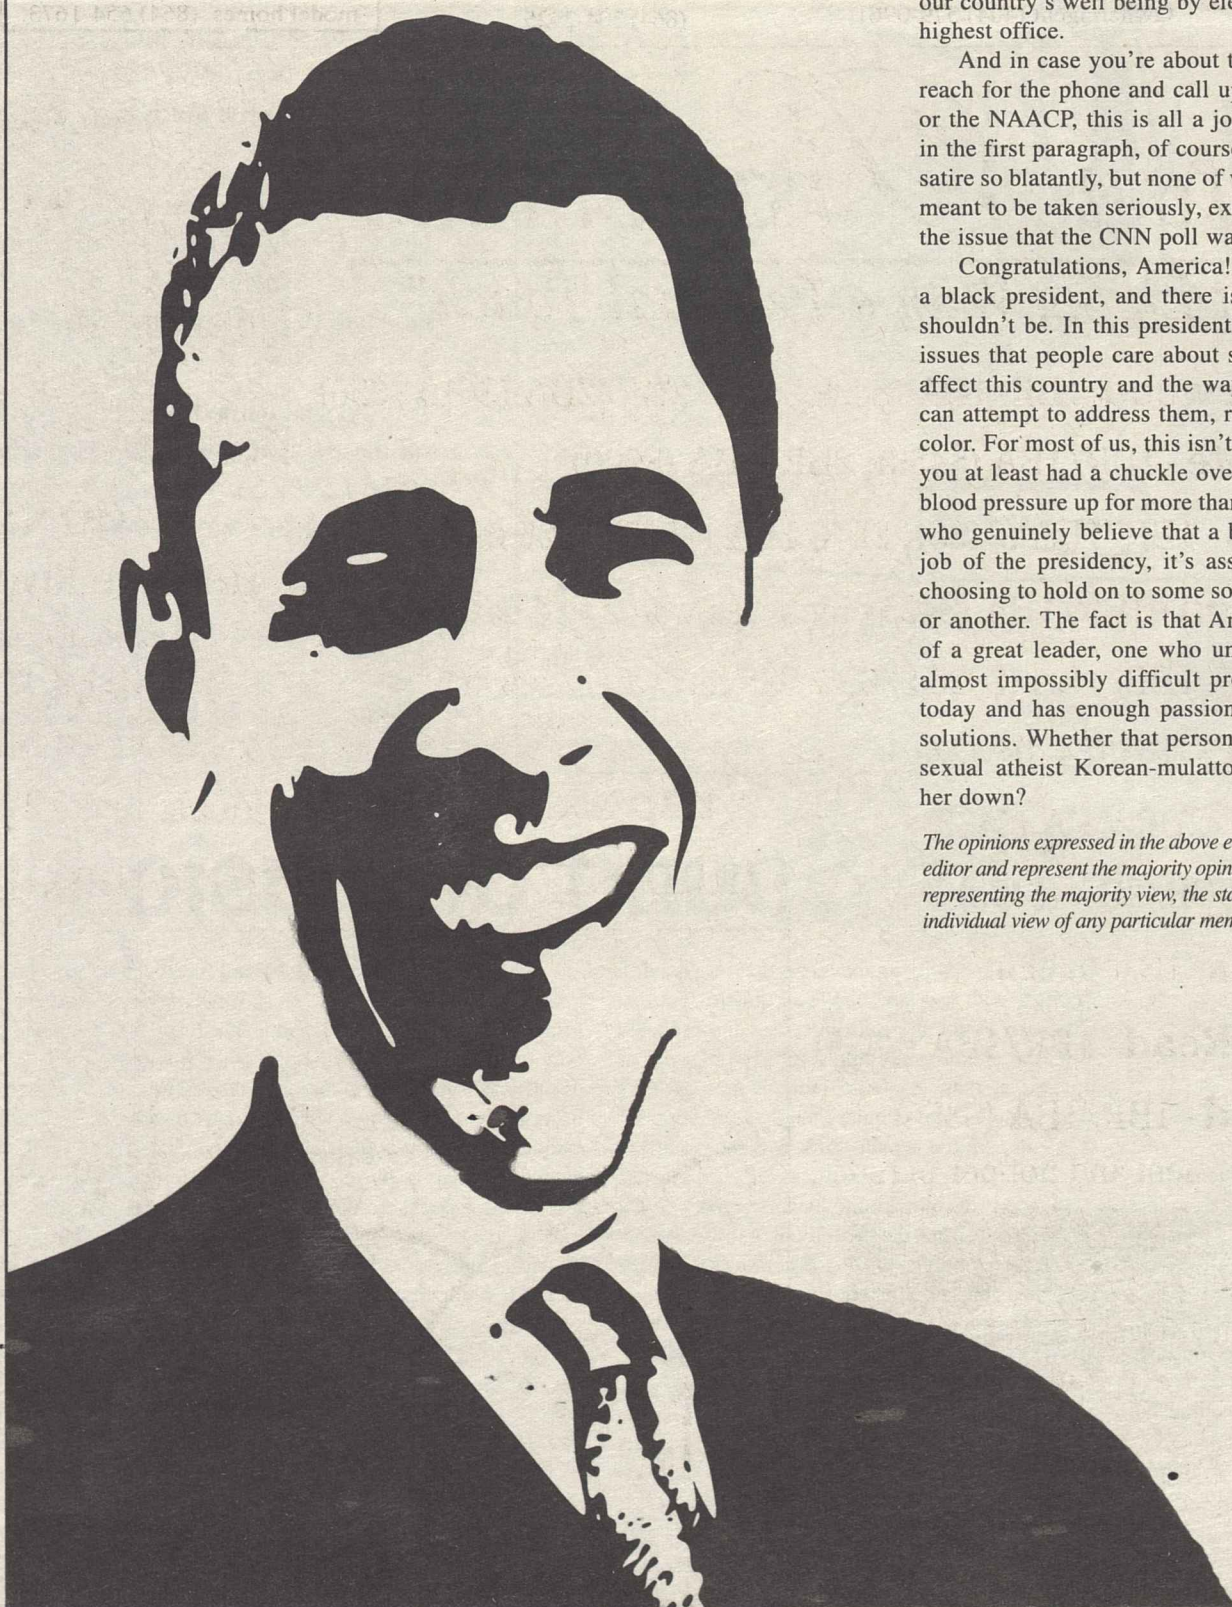 our country's well being by ele
highest office.
And in case you're about t
reach for the phone and call u
or the NAACP, this is all a jo
in the first paragraph, of cours
satire so blatantly, but none of
meant to be taken seriously, ex
the issue that the CNN poll wa
Congratulations, America!
a black president, and there is
shouldn't be. In this president
issues that people care about s
affect this country and the wa
can attempt to address them, r
color. For most of us, this isn't
you at least had a chuckle ove
blood pressure up for more than
who genuinely believe that a b
job of the presidency, it's ass
choosing to hold on to some so
or another. The fact is that Am
of a great leader, one who un
almost impossibly difficult pr
today and has enough passion
solutions. Whether that person
sexual atheist Korean-mulatto
her down?
The opinions expressed in the above e
editor and represent the majority opin
representing the majority view, the sta
individual view of any particular mem